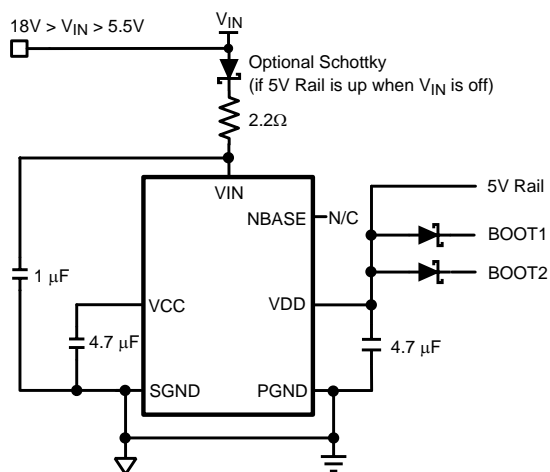 18V > VIN > 5.5V
VIN
Optional Schottky
(if 5V Rail is up when VIN is off)
2.2Ω
VIN
5V Rail
NBASE
N/C
BOOT1
BOOT2
1 μF
VCC
VDD
4.7 μF
4.7 μF
SGND
PGND